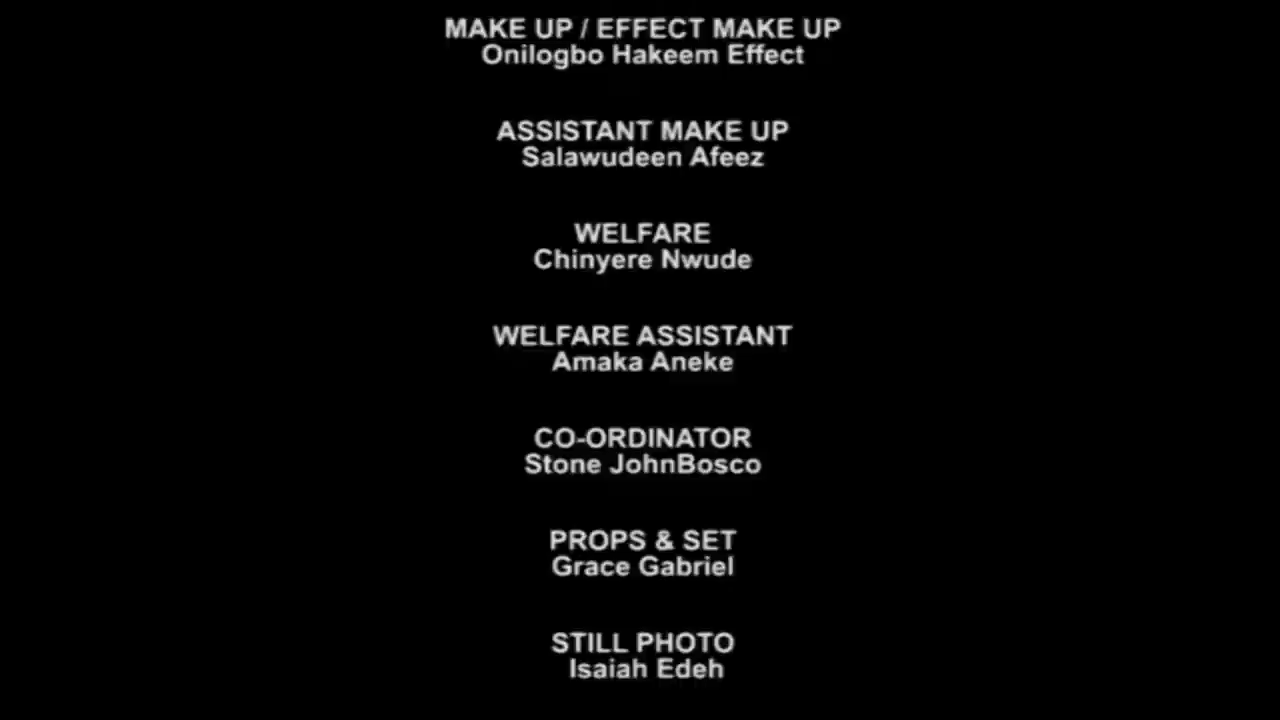 MAKE UP / EFFECT MAKE UP
Onilogbo Hakeem Effect
ASSISTANT MAKE UP
Salawudeen Afeez
WELFARE
Chinyere Nwude
WELFARE ASSISTANT
Amaka Aneke
CO-ORDINATOR
Stone JohnBosco
PROPS & SET
Grace Gabriel
STILL PHOTO
Isaiah Edeh